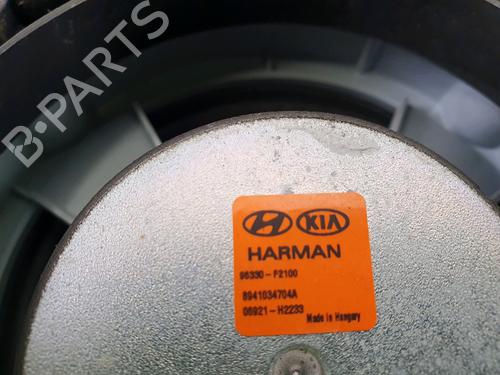 B-PARTS
KIA
HARMAN
96330-F2100
8941034704A
06921-H2233
Made in Hungary